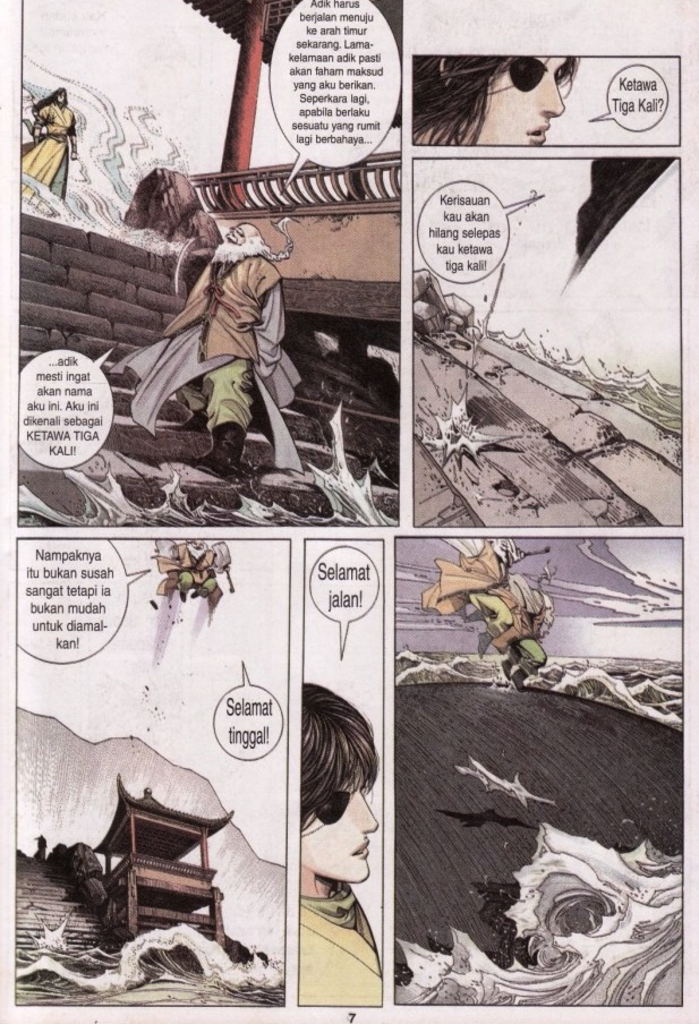 Adik harus
berjalan menuju
ke arah timur
sekarang. Lama-
kelamaan adik pasti
akan faham maksud
yang aku berikan.
Seperkara lagi,
apabila berlaku
sesuatu yang rumit
lagi berbahaya...
...adik
mesti ingat
akan nama
aku ini. Aku ini
dikenali sebagai
KETAWA TIGA
KALI!
Ketawa
Tiga Kali?
Kerisauan
kau akan
hilang selepas
kau ketawa
tiga kali!
Nampaknya
itu bukan susah
sangat tetapi ia
bukan mudah
untuk diamal-
kan!
Selamat
tinggal!
Selamat
jalan!
7